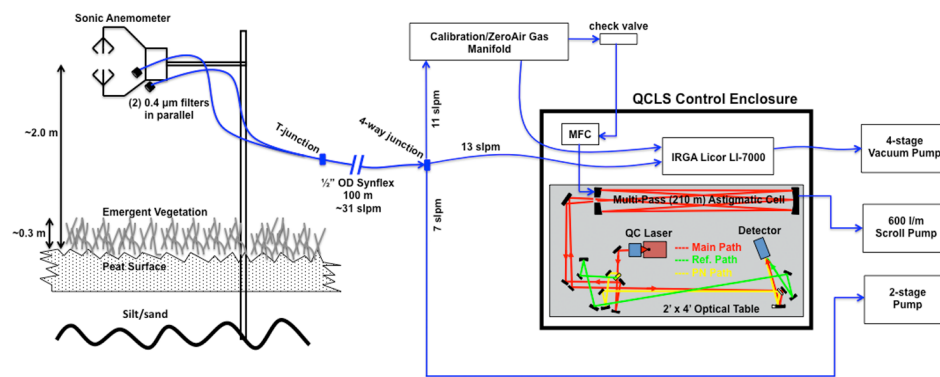 Sonic Anemometer
(2) 0.4 µm filters
in parallel
~2.0 m
T-junction
4-way junction
½” OD Synflex
100 m
~31 slpm
11 slpm
13 slpm
7 slpm
Emergent Vegetation
~0.3 m
Peat Surface
Silt/sand
Calibration/ZeroAir Gas
Manifold
check valve
QCLS Control Enclosure
MFC
IRGA Licor LI-7000
Multi-Pass (210 m) Astigmatic Cell
QC Laser
Detector
---- Main Path
---- Ref. Path
---- PN Path
2’ x 4’ Optical Table
4-stage
Vacuum Pump
600 l/m
Scroll Pump
2-stage
Pump